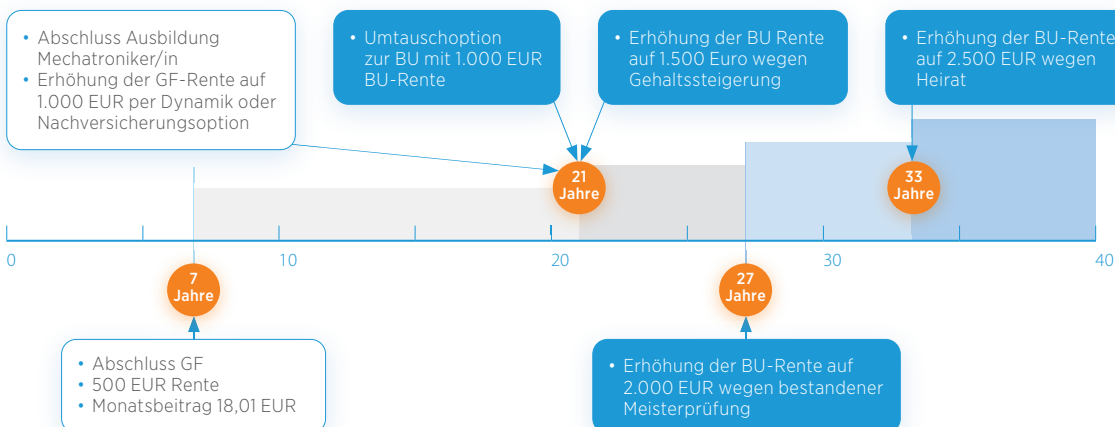 • Abschluss Ausbildung
Mechatroniker/in
• Erhöhung der GF-Rente auf
1.000 EUR per Dynamik oder
Nachversicherungsoption
• Umtauschoption
zur BU mit 1.000 EUR
BU-Rente
• Erhöhung der BU Rente
auf 1.500 Euro wegen
Gehaltssteigerung
• Erhöhung der BU-Rente
auf 2.500 EUR wegen
Heirat
21
Jahre
33
Jahre
0
10
20
30
40
7
Jahre
27
Jahre
• Abschluss GF
• 500 EUR Rente
• Monatsbeitrag 18,01 EUR
• Erhöhung der BU-Rente auf
2.000 EUR wegen bestandener
Meisterprüfung